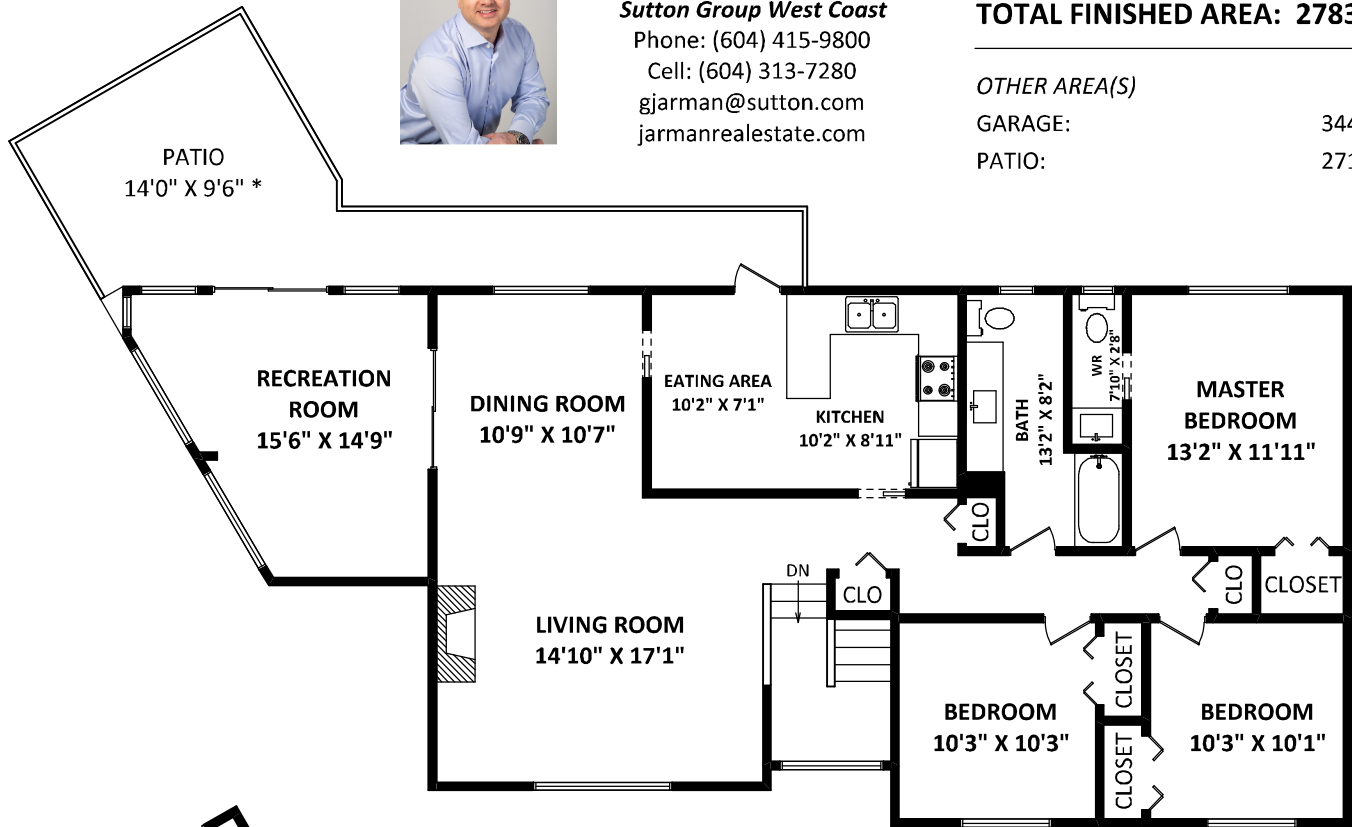 Sutton Group West Coast
Phone: (604) 415-9800
Cell: (604) 313-7280
gjarman@sutton.com
jarmanrealestate.com
TOTAL FINISHED AREA: 2783
OTHER AREA(S)
GARAGE: 344
PATIO: 271
PATIO
14'0" X 9'6" *
RECREATION
ROOM
15'6" X 14'9"
DINING ROOM
10'9" X 10'7"
EATING AREA
10'2" X 7'1"
KITCHEN
10'2" X 8'11"
BATH
13'2" X 8'2"
WR
7'10" X 2'8"
MASTER
BEDROOM
13'2" X 11'11"
CLO
DN
CLO
CLO
CLOSET
LIVING ROOM
14'10" X 17'1"
BEDROOM
10'3" X 10'3"
CLOSET
CLOSET
BEDROOM
10'3" X 10'1"